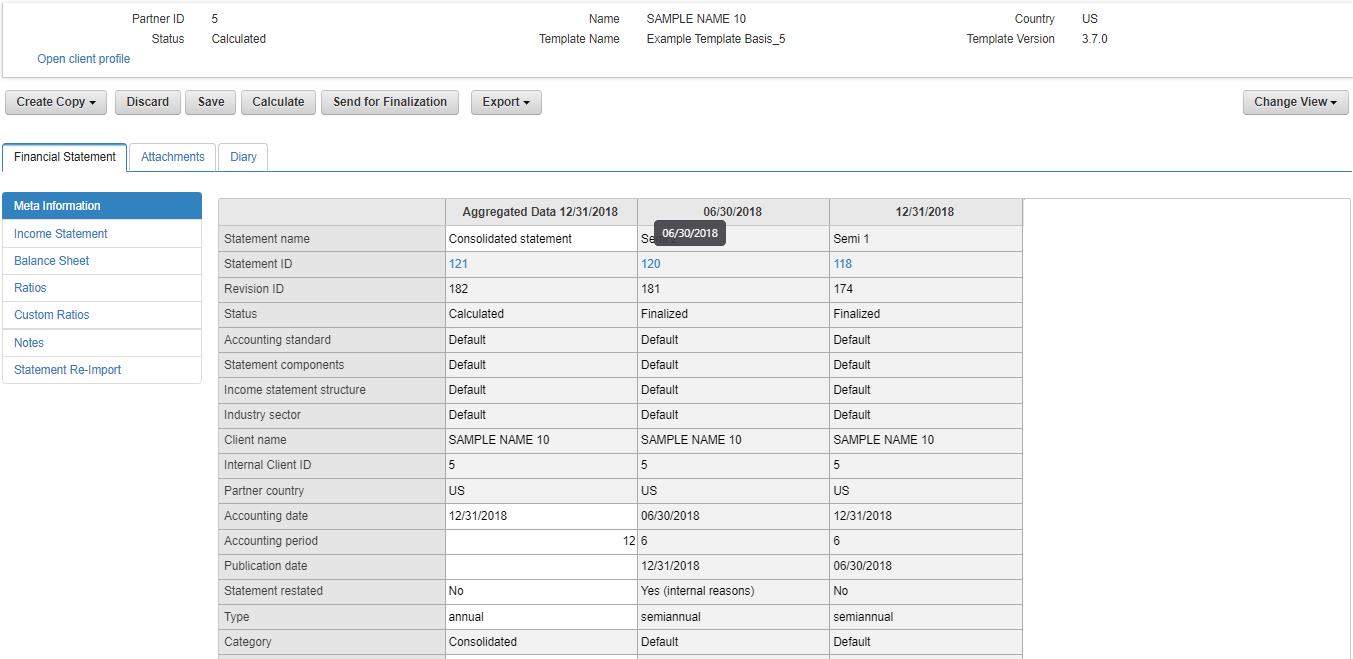 Partner ID 5 Name SAMPLE NAME 10 Country US
Status Calculated Template Name Example Template Basis_5 Template Version 3.7.0
Open client profile
Create Copy Discard Save Calculate Send for Finalization Export Change View
Financial Statement Attachments Diary
Meta Information
Income Statement
Balance Sheet
Ratios
Custom Ratios
Notes
Statement Re-Import
Aggregated Data 12/31/2018 06/30/2018 12/31/2018
06/30/2018
Statement name Consolidated statement Semi 1
Statement ID 121 120 118
Revision ID 182 181 174
Status Calculated Finalized Finalized
Accounting standard Default Default Default
Statement components Default Default Default
Income statement structure Default Default Default
Industry sector Default Default Default
Client name SAMPLE NAME 10 SAMPLE NAME 10 SAMPLE NAME 10
Internal Client ID 5 5 5
Partner country US US US
Accounting date 12/31/2018 06/30/2018 12/31/2018
Accounting period 12 6 6
Publication date 12/31/2018 06/30/2018
Statement restated No Yes (internal reasons) No
Type annual semiannual semiannual
Category Consolidated Default Default